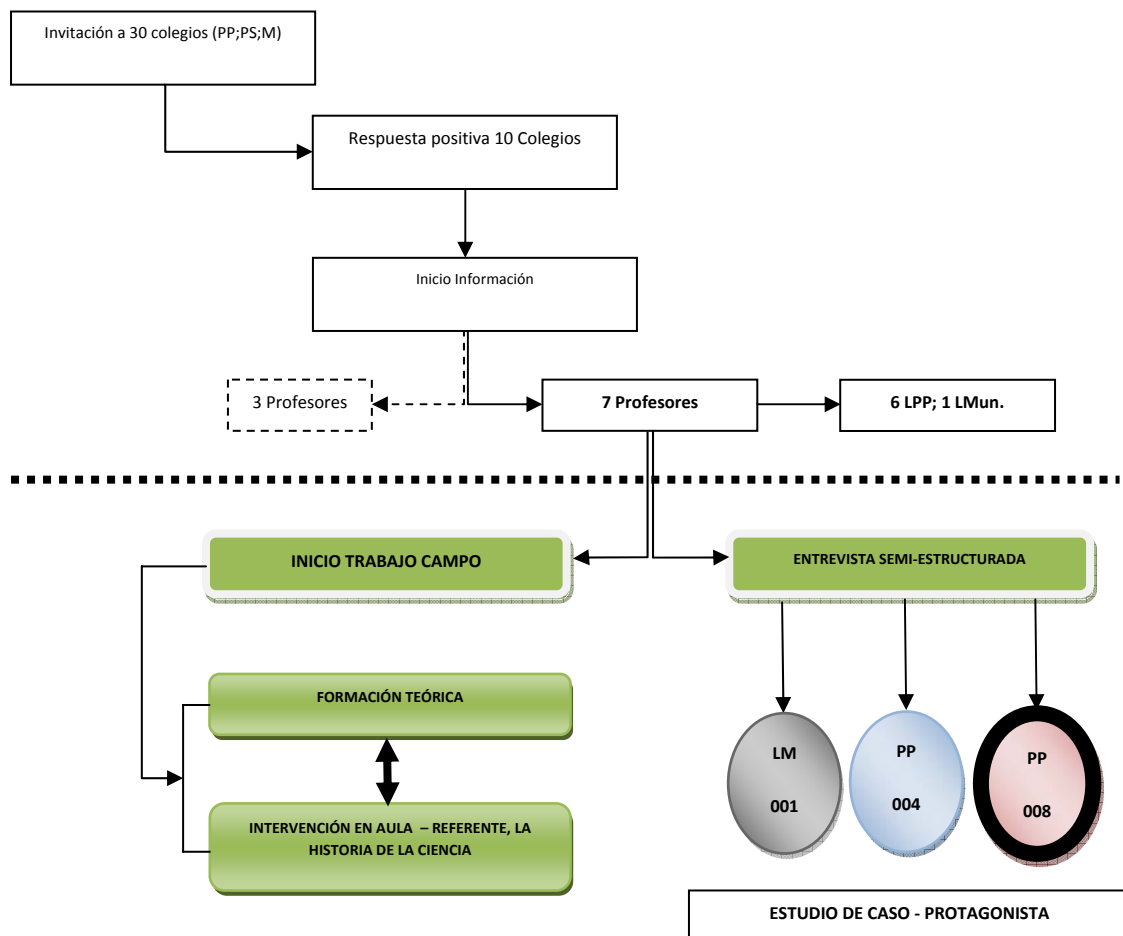 Invitación a 30 colegios (PP;PS;M)
Respuesta positiva 10 Colegios
Inicio Información
3 Profesores
7 Profesores
6 LPP; 1 LMun.
INICIO TRABAJO CAMPO
ENTREVISTA SEMI-ESTRUCTURADA
FORMACIÓN TEÓRICA
INTERVENCIÓN EN AULA – REFERENTE, LA
HISTORIA DE LA CIENCIA
LM
001
PP
004
PP
008
ESTUDIO DE CASO - PROTAGONISTA